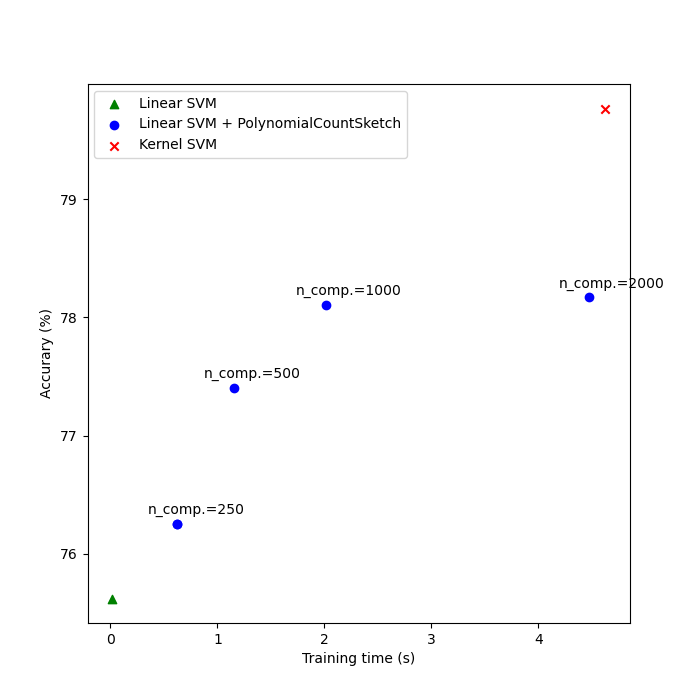 Linear SVM
Linear SVM + PolynomialCountSketch
Kernel SVM
79
n_comp.=2000
n_comp.=1000
78
n_comp.=500
77
n_comp.=250
76
Accurary (%)
0 1 2 3 4
Training time (s)